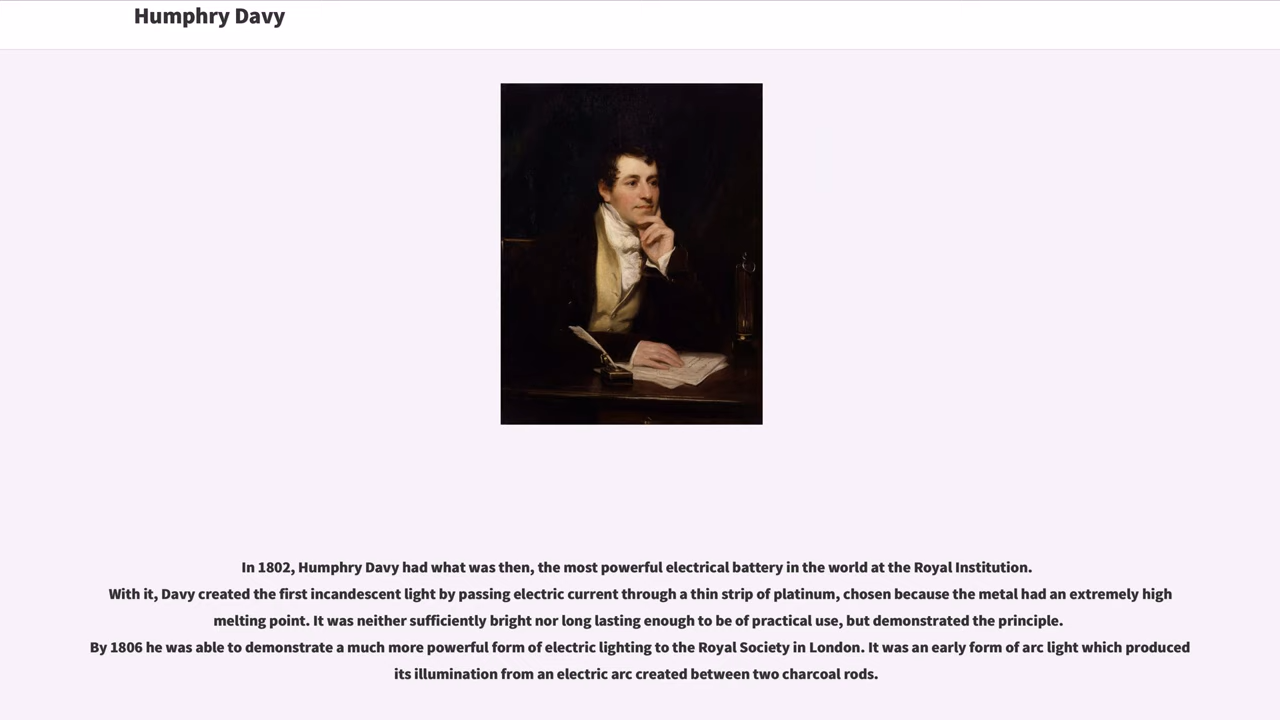 Humphry Davy
In 1802, Humphry Davy had what was then, the most powerful electrical battery in the world at the Royal Institution.
With it, Davy created the first incandescent light by passing electric current through a thin strip of platinum, chosen because the metal had an extremely high
melting point. It was neither sufficiently bright nor long lasting enough to be of practical use, but demonstrated the principle.
By 1806 he was able to demonstrate a much more powerful form of electric lighting to the Royal Society in London. It was an early form of arc light which produced
its illumination from an electric arc created between two charcoal rods.